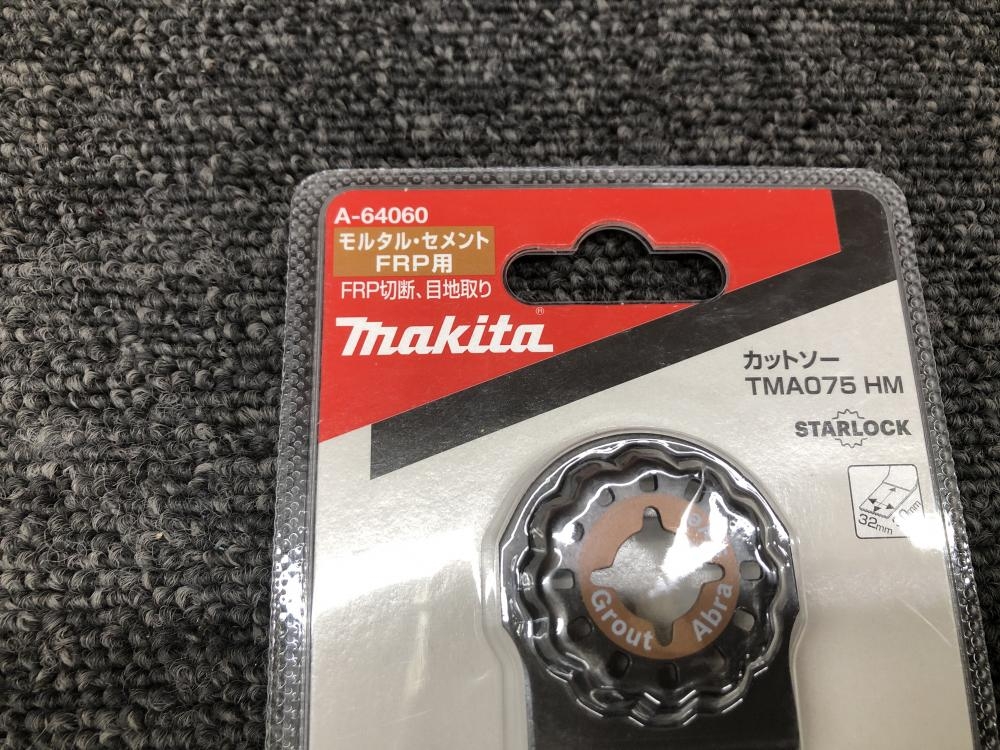 A-64060
モルタル・セメント
FRP用
FRP切断、目地取り
makita®
カットソー
TMA075 HM
STARLOCK
32mm
Grout
Abra